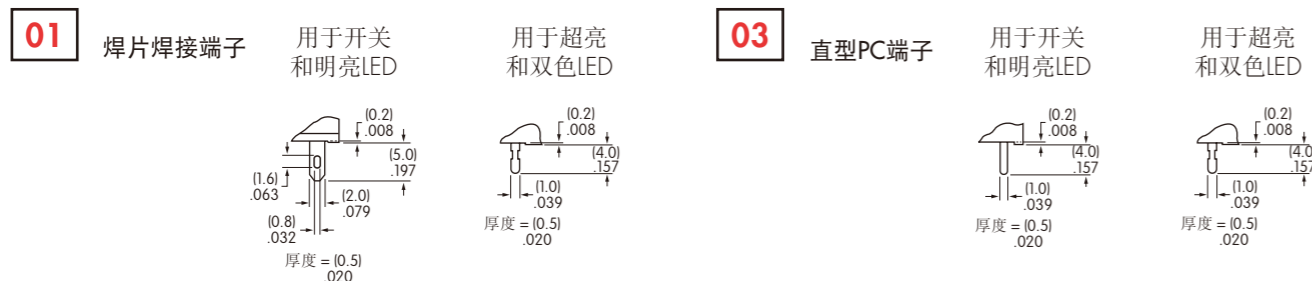 01
焊片焊接端子
用于开关
和明亮LED
(0.2)
.008
(5.0)
.197
(1.6)
.063
(2.0)
.079
(0.8)
.032
厚度 = (0.5)
.020
用于超亮
和双色LED
(0.2)
.008
(4.0)
.157
(1.0)
.039
厚度 = (0.5)
.020
03
直型PC端子
用于开关
和明亮LED
(0.2)
.008
(4.0)
.157
(1.0)
.039
厚度 = (0.5)
.020
用于超亮
和双色LED
(0.2)
.008
(4.0)
.157
(1.0)
.039
厚度 = (0.5)
.020